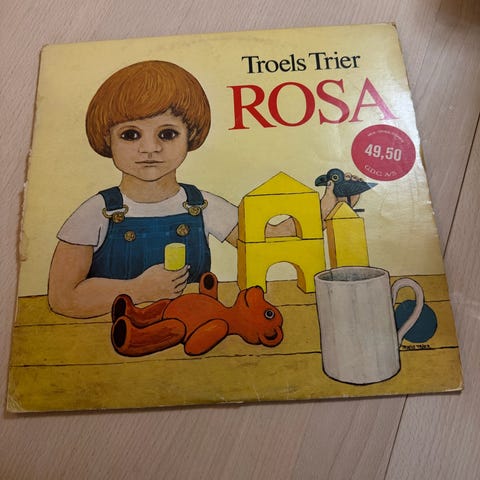 Troels Trier
ROSA
49,50
G.D.C. A/S